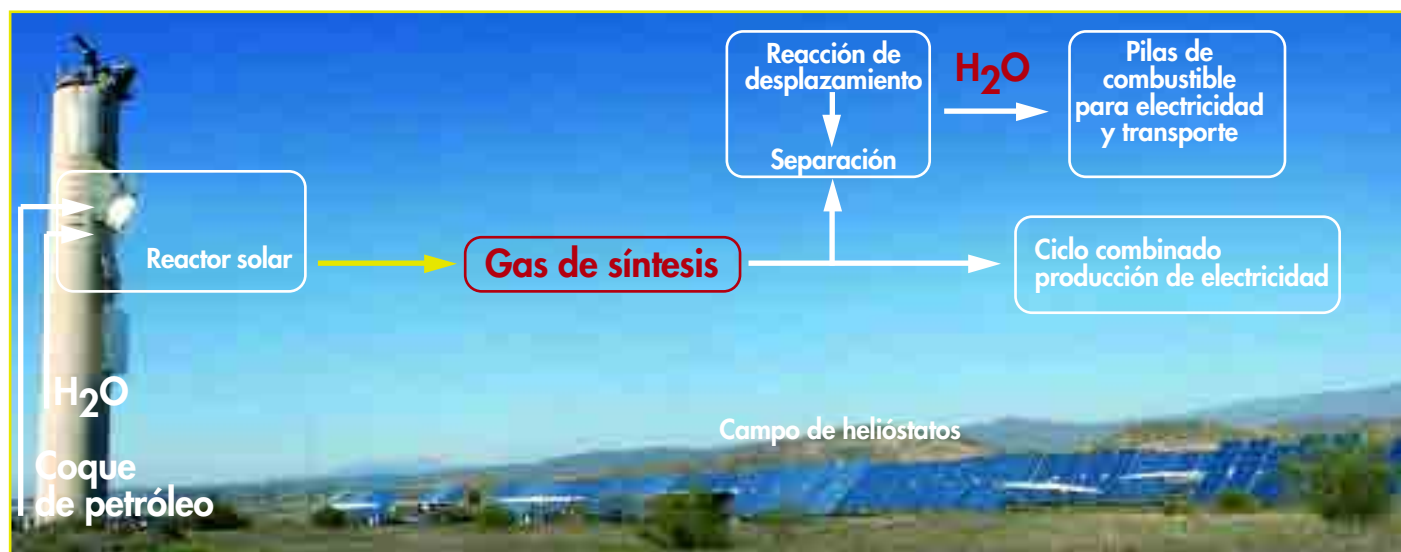 Reacción de
desplazamiento
Separación
H₂O
Pilas de
combustible
para electricidad
y transporte
Reactor solar
Gas de síntesis
Ciclo combinado
producción de electricidad
H₂O
Coque
de petróleo
Campo de helióstatos